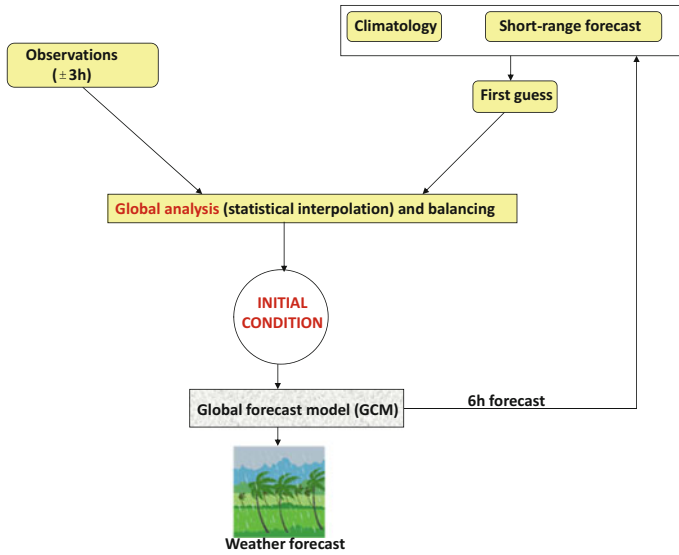 Climatology
Short-range forecast
Observations
(±3h)
First guess
Global analysis (statistical interpolation) and balancing
INITIAL
CONDITION
Global forecast model (GCM)
6h forecast
Weather forecast